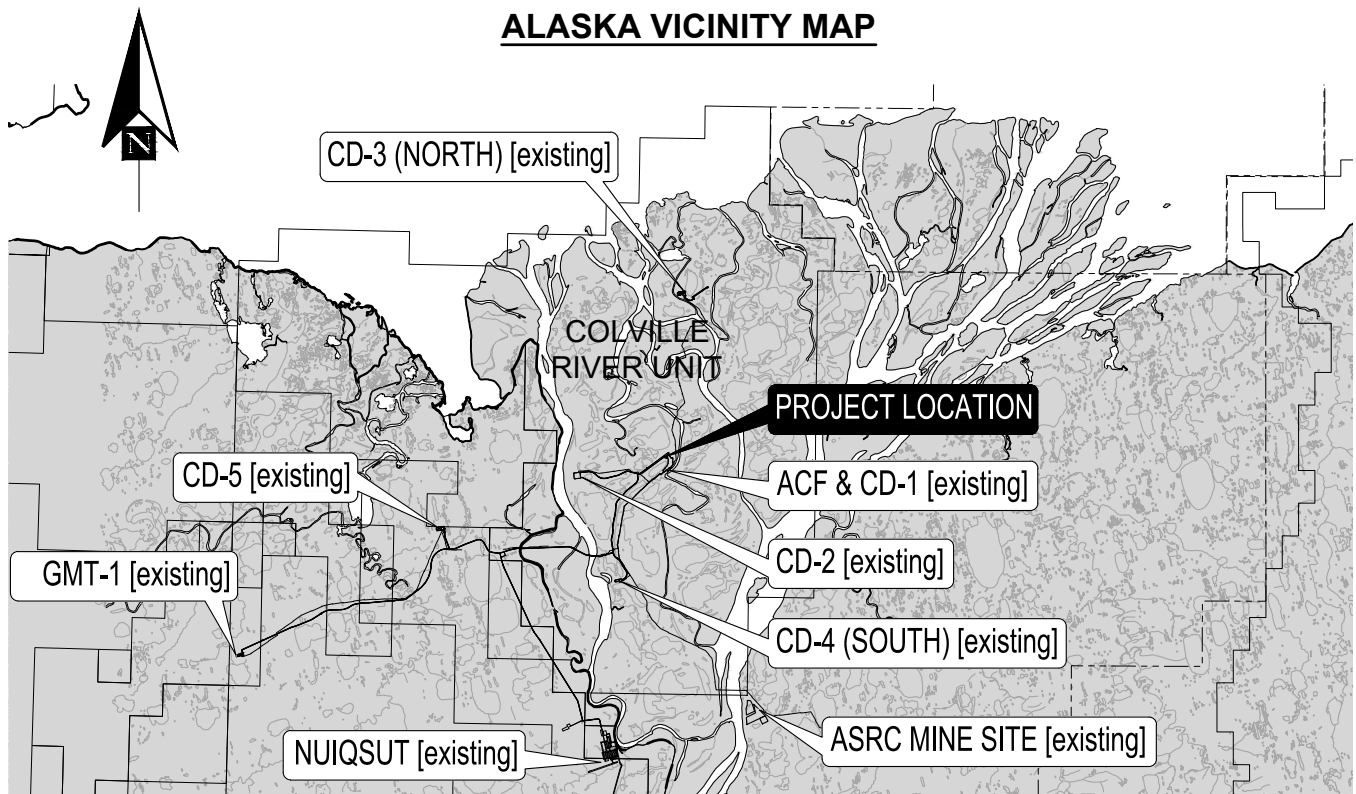 ALASKA VICINITY MAP
N
CD-3 (NORTH) [existing]
COLVILLE
RIVER UNIT
PROJECT LOCATION
CD-5 [existing]
ACF & CD-1 [existing]
GMT-1 [existing]
CD-2 [existing]
CD-4 (SOUTH) [existing]
NUIQSUT [existing]
ASRC MINE SITE [existing]